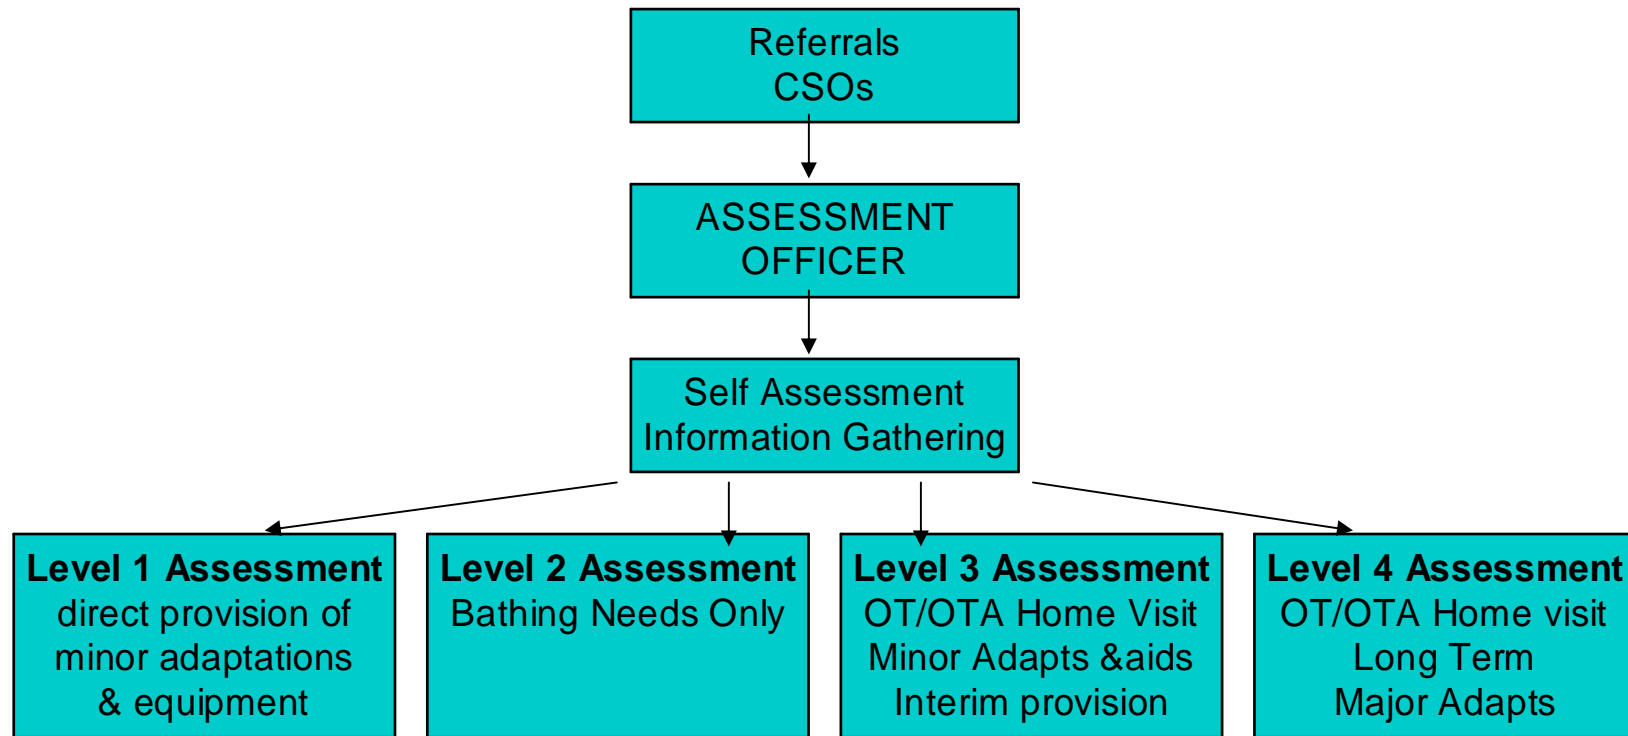 Referrals
CSOs
ASSESSMENT
OFFICER
Self Assessment
Information Gathering
Level 1 Assessment
direct provision of
minor adaptations
& equipment
Level 2 Assessment
Bathing Needs Only
Level 3 Assessment
OT/OTA Home Visit
Minor Adapts &aids
Interim provision
Level 4 Assessment
OT/OTA Home visit
Long Term
Major Adapts